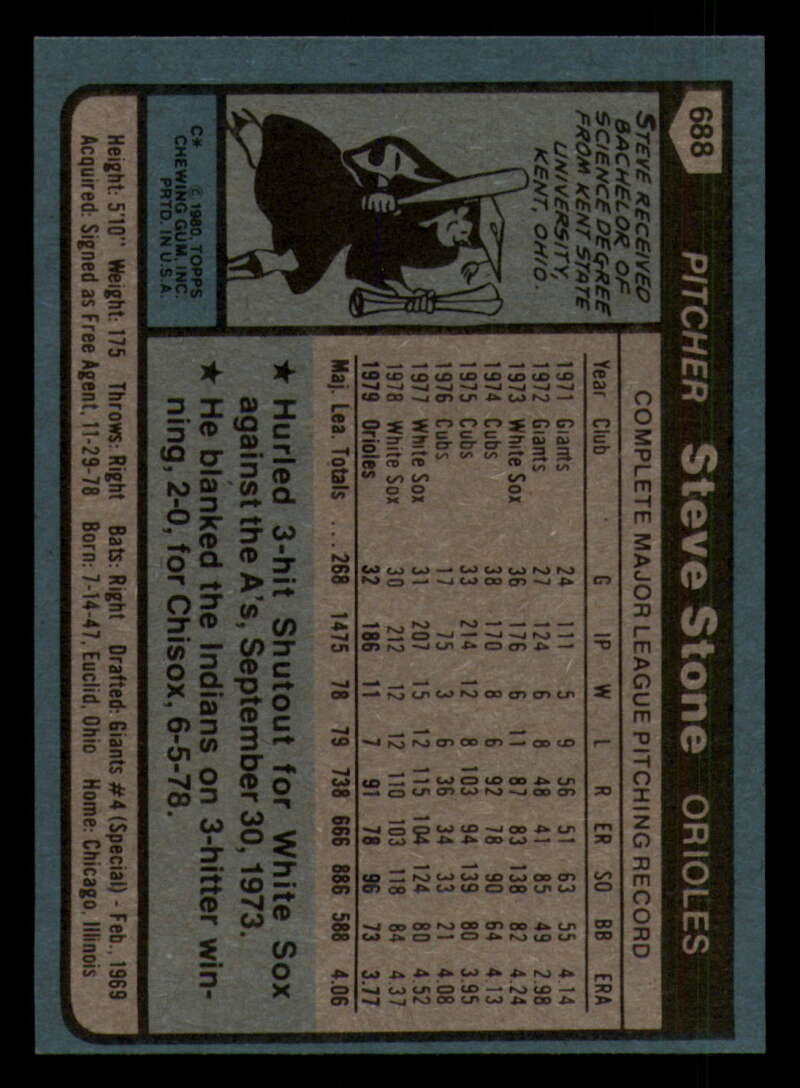 688 PITCHER Steve Stone ORIOLES
STEVE RECEIVED
BACHELOR OF
SCIENCE DEGREE
FROM KENT STATE
UNIVERSITY,
KENT, OHIO.
C* © 1980, TOPPS
CHEWING GUM, INC.
PRTD. IN U.S.A.
COMPLETE MAJOR LEAGUE PITCHING RECORD
Year Club G IP W L R ER SO BB ERA
1971 Giants 24 111 5 9 56 51 63 55 4.14
1972 Giants 27 124 6 8 48 41 85 49 2.98
1973 White Sox 36 176 6 11 87 83 138 82 4.24
1974 Cubs 38 170 8 6 92 78 90 64 4.13
1975 Cubs 33 214 12 8 103 94 139 80 3.95
1976 Cubs 17 75 3 6 36 34 33 21 4.08
1977 White Sox 31 207 15 12 115 104 124 80 4.52
1978 White Sox 30 212 12 12 110 103 118 84 4.37
1979 Orioles 32 186 11 7 91 78 96 73 3.77
Maj. Lea. Totals ... 268 1475 78 79 738 666 886 588 4.06
★ Hurled 3-hit Shutout for White Sox
against the A's, September 30, 1973.
★ He blanked the Indians on 3-hitter win-
ning, 2-0, for Chisox, 6-5-78.
Height: 5'10" Weight: 175 Throws: Right Bats: Right Drafted: Giants #4 (Special) - Feb., 1969
Acquired: Signed as Free Agent, 11-29-78 Born: 7-14-47, Euclid, Ohio Home: Chicago, Illinois